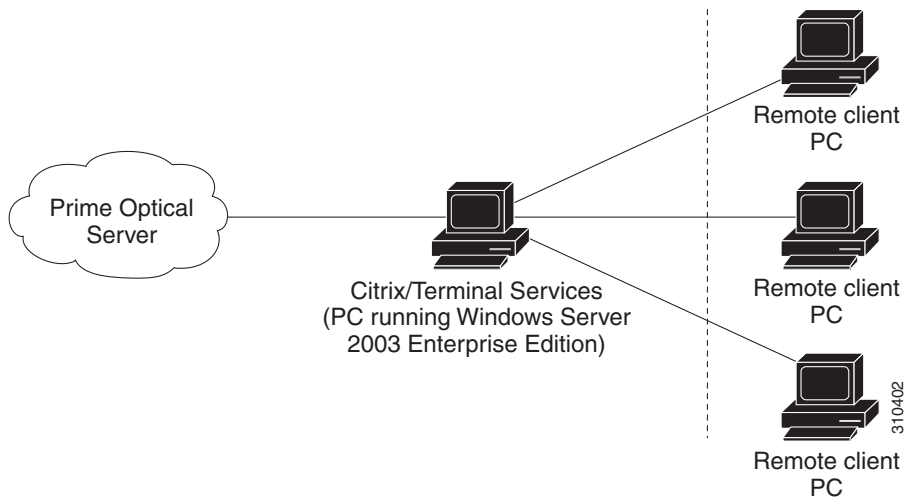 Remote client
PC
Prime Optical
Server
Remote client
PC
Citrix/Terminal Services
(PC running Windows Server
2003 Enterprise Edition)
310402
Remote client
PC